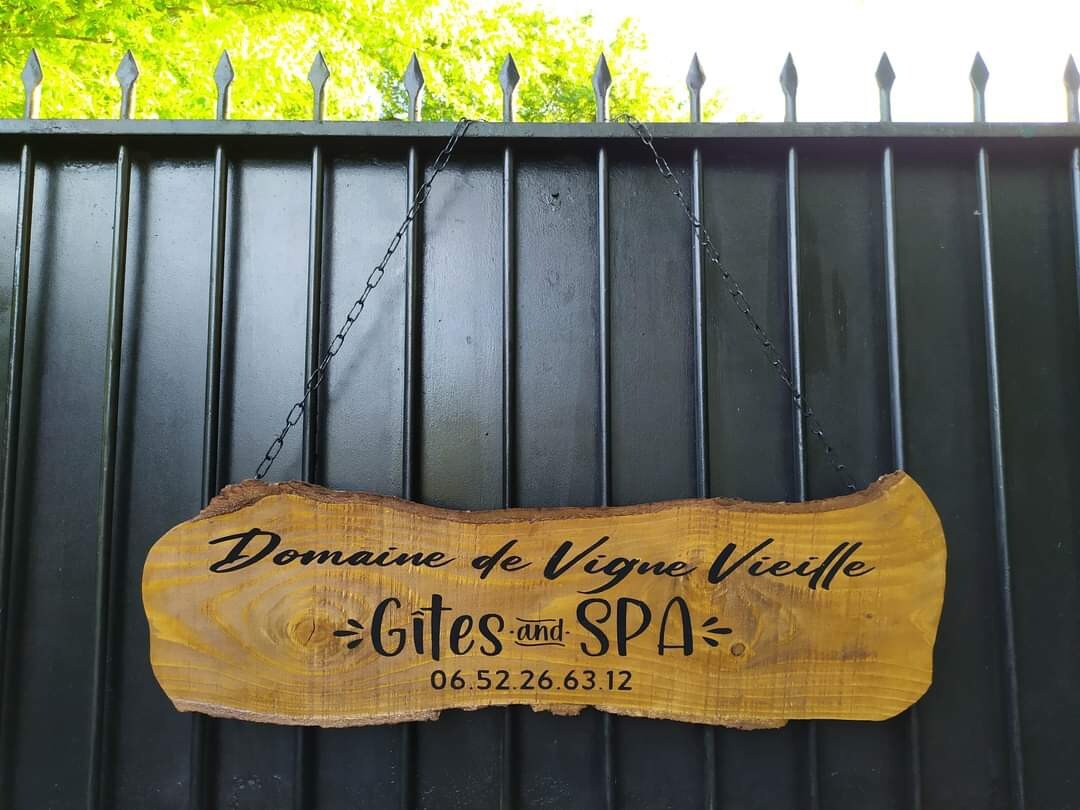 Domaine de Vigne Vieille
Gîtes and SPA
06.52.26.63.12